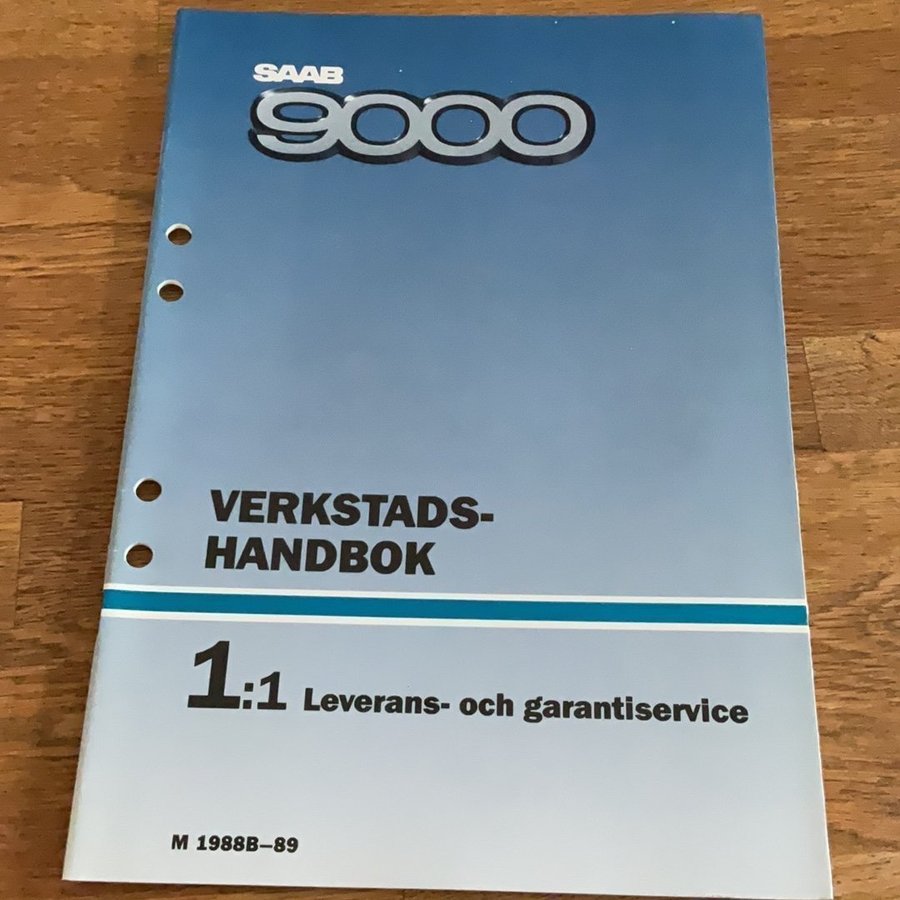 SAAB
9000
VERKSTADS-
HANDBOK
1:1 Leverans- och garantiservice
M 1988B–89